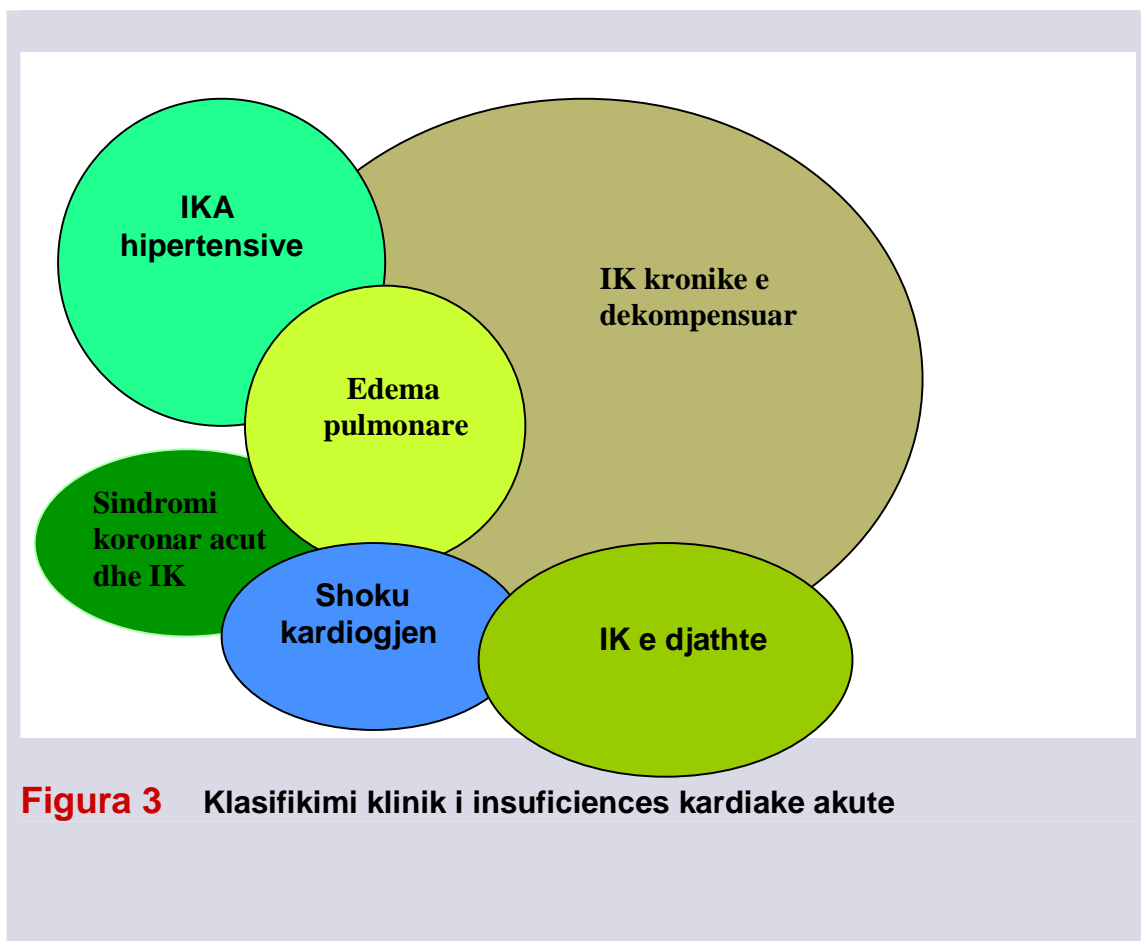 IKA
hipertensive
IK kronike e
dekompensuar
Edema
pulmonare
Sindromi
koronar acut
dhe IK
Shoku
kardiogjen
IK e djathte
Figura 3 Klasifikimi klinik i insuficiences kardiake akute